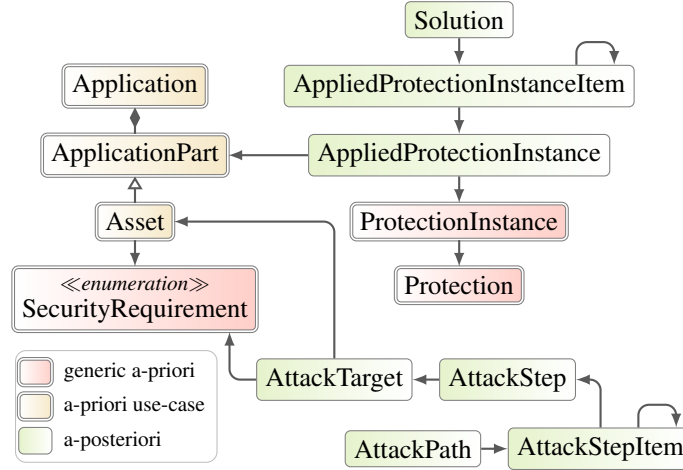 Solution
AppliedProtectionInstanceItem
Application
ApplicationPart
AppliedProtectionInstance
Asset
ProtectionInstance
≪enumeration≫
SecurityRequirement
Protection
generic a-priori
a-priori use-case
a-posteriori
AttackTarget
AttackStep
AttackPath
AttackStepItem